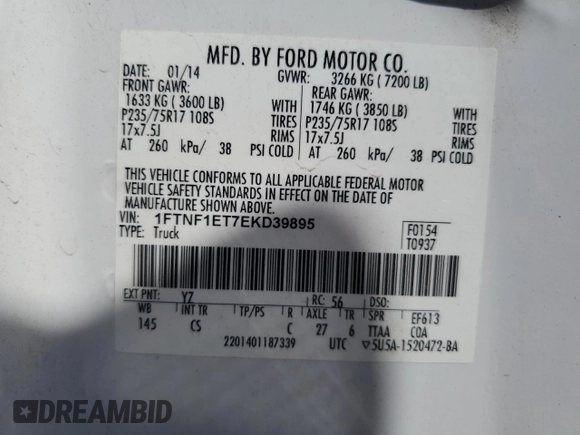 MFD. BY FORD MOTOR CO.
DATE: 01/14 GVWR: 3266 KG ( 7200 LB)
FRONT GAWR: REAR GAWR:
1633 KG ( 3600 LB) WITH 1746 KG ( 3850 LB) WITH
P235/75R17 108S TIRES P235/75R17 108S TIRES
17x7.5J RIMS 17x7.5J RIMS
AT 260 kPa/ 38 PSI COLD AT 260 kPa/ 38 PSI COLD
THIS VEHICLE CONFORMS TO ALL APPLICABLE FEDERAL MOTOR
VEHICLE SAFETY STANDARDS IN EFFECT ON THE DATE OF
MANUFACTURE SHOWN ABOVE.
VIN: 1FTNF1ET7EKD39895 F0154
TYPE: Truck T0937
EXT PNT: YZ RC: 56 DSO:
WB INT TR TP/PS R AXLE TR SPR EF613
145 CS C 27 6 TTAA COA
2201401187339 UTC ▽5U5A-1520472-BA
DREAMBID